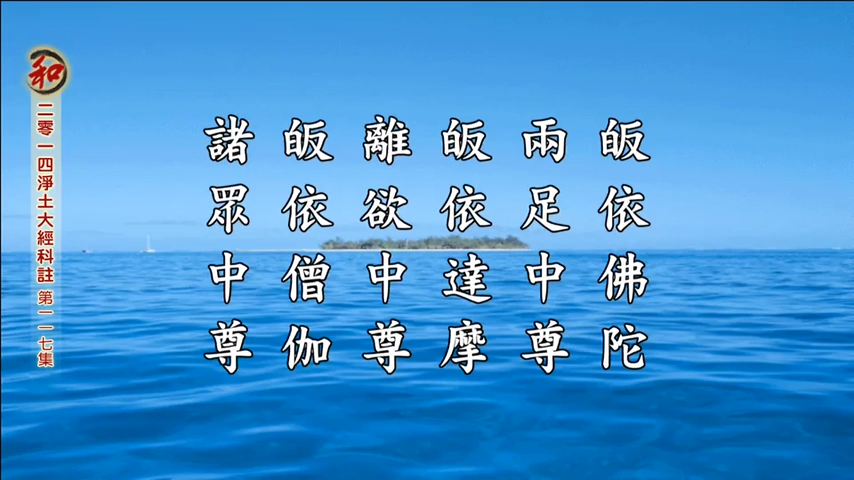 皈依佛陀
兩足中尊
皈依達摩
離欲中尊
皈依僧伽
諸眾中尊
和
二零一四淨土大經科註
第一一七集